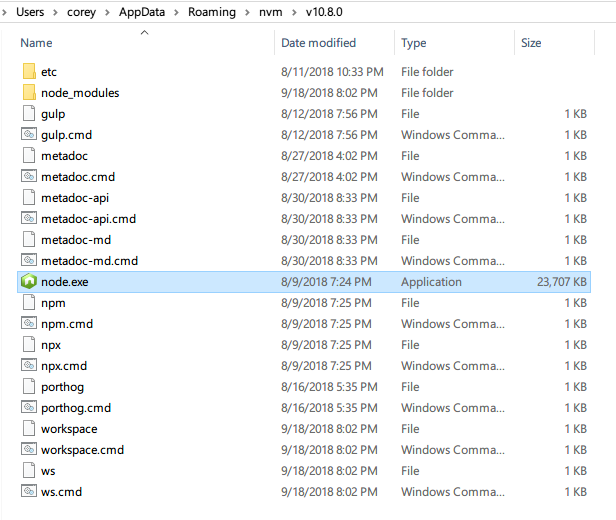 Users corey AppData Roaming nvm v10.8.0
Name Date modified Type Size
etc 8/11/2018 10:33 PM File folder
node_modules 9/18/2018 8:02 PM File folder
gulp 8/12/2018 7:56 PM File 1 KB
gulp.cmd 8/12/2018 7:56 PM Windows Comma... 1 KB
metadoc 8/27/2018 4:02 PM File 1 KB
metadoc.cmd 8/27/2018 4:02 PM Windows Comma... 1 KB
metadoc-api 8/30/2018 8:33 PM File 1 KB
metadoc-api.cmd 8/30/2018 8:33 PM Windows Comma... 1 KB
metadoc-md 8/30/2018 8:33 PM File 1 KB
metadoc-md.cmd 8/30/2018 8:33 PM Windows Comma... 1 KB
node.exe 8/9/2018 7:24 PM Application 23,707 KB
npm 8/9/2018 7:25 PM File 1 KB
npm.cmd 8/9/2018 7:25 PM Windows Comma... 1 KB
npx 8/9/2018 7:25 PM File 1 KB
npx.cmd 8/9/2018 7:25 PM Windows Comma... 1 KB
porthog 8/16/2018 5:35 PM File 1 KB
porthog.cmd 8/16/2018 5:35 PM Windows Comma... 1 KB
workspace 9/18/2018 8:02 PM File 1 KB
workspace.cmd 9/18/2018 8:02 PM Windows Comma... 1 KB
ws 9/18/2018 8:02 PM File 1 KB
ws.cmd 9/18/2018 8:02 PM Windows Comma... 1 KB